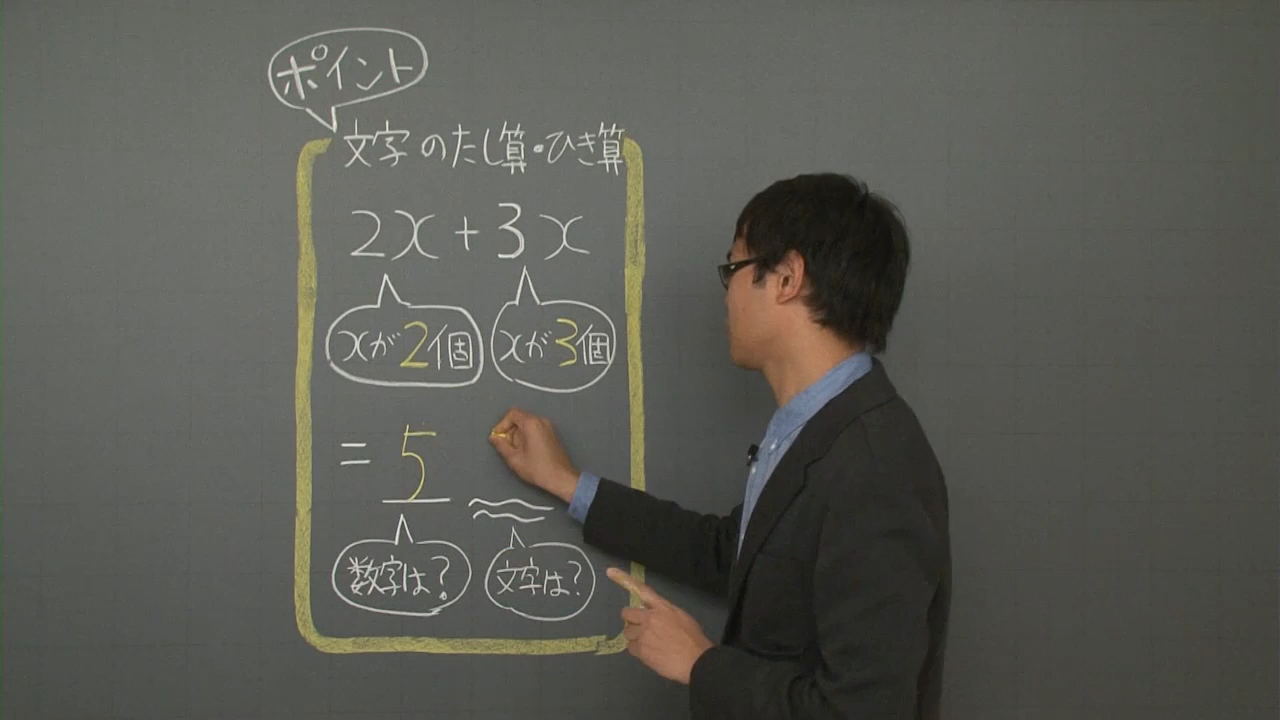 ポイント
文字のたし算・ひき算
2x+3x
xが2個 xが3個
= 5
数字は? 文字は?